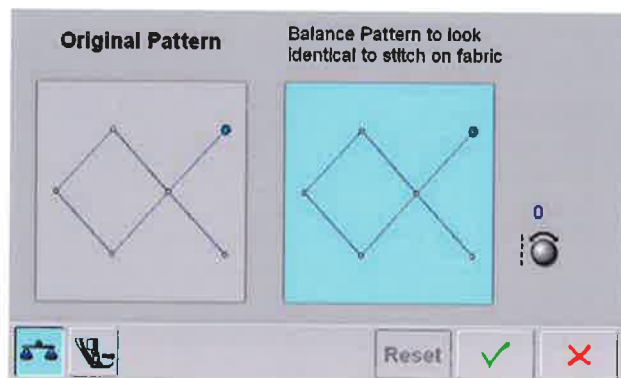 Original Pattern
Balance Pattern to look
identical to stitch on fabric
0
Reset